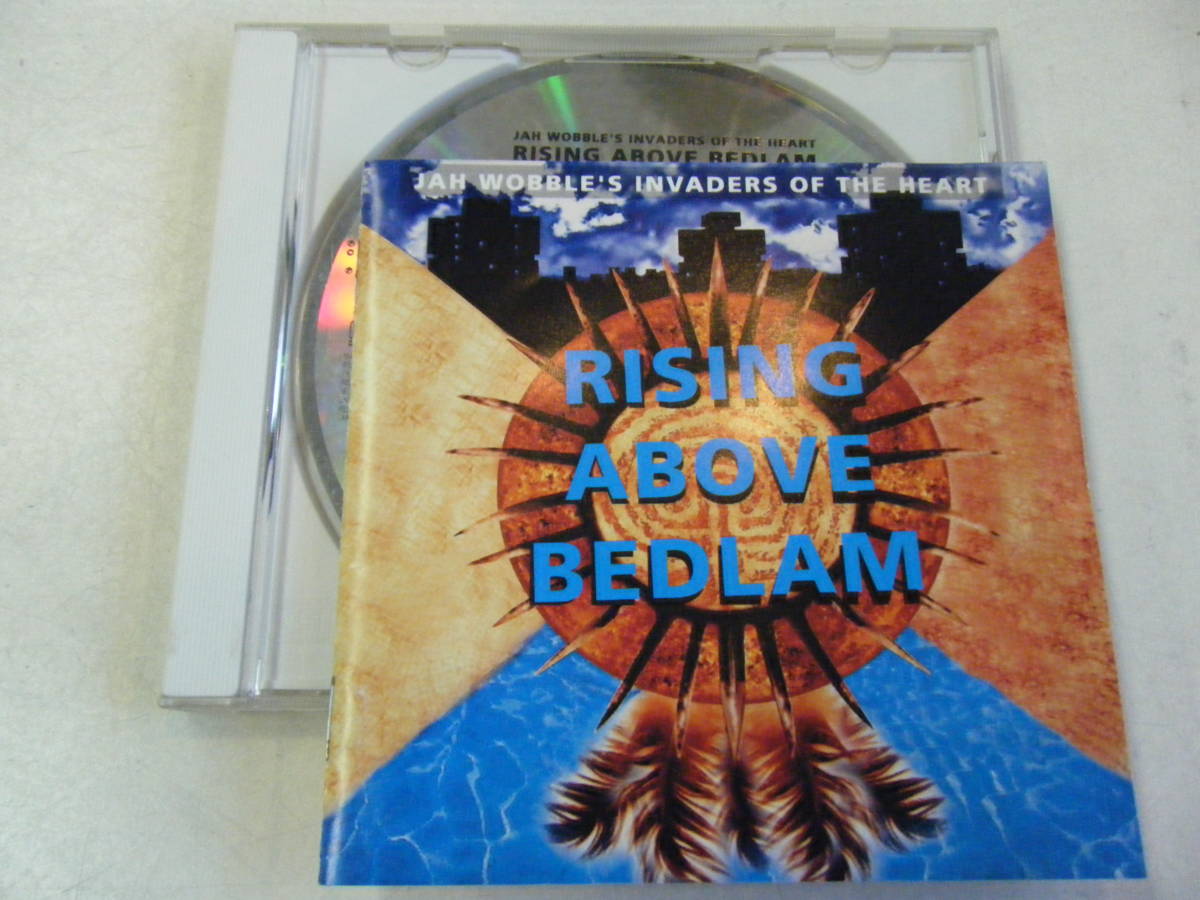 JAH WOBBLE'S INVADERS OF THE HEART
RISING ABOVE BEDLAM
JAH WOBBLE'S INVADERS OF THE HEART
RISING
ABOVE
BEDLAM